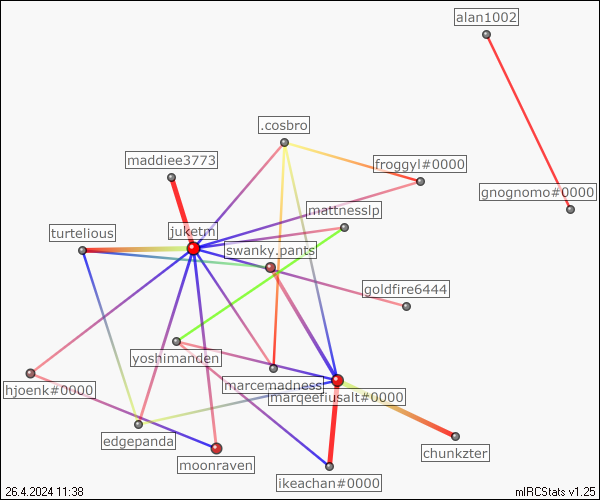 alan1002
.cosbro
maddiee3773
froggyl#0000
gnognomo#0000
mattnesslp
turtelious
juketm
swanky.pants
goldfire6444
yoshimanden
marcemadness
hjoenk#0000
marqeefiusalt#0000
edgepanda
chunkzter
moonraven
ikeachan#0000
26.4.2024 11:38
mIRCStats v1.25